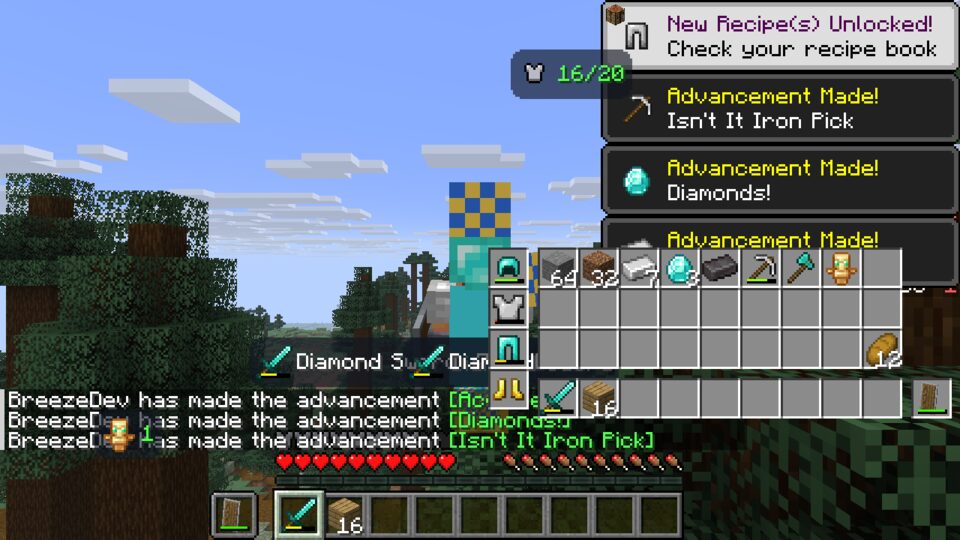 New Recipe(s) Unlocked!
Check your recipe book
16/20
Advancement Made!
Isn't It Iron Pick
Advancement Made!
Diamonds!
Advancement Made!
64
32
7
3
12
Diamond
16
BreezeDev has made the advancement
BreezeDev has made the advancement [Diamonds!]
BreezeDev has made the advancement [Isn't It Iron Pick]
1
16